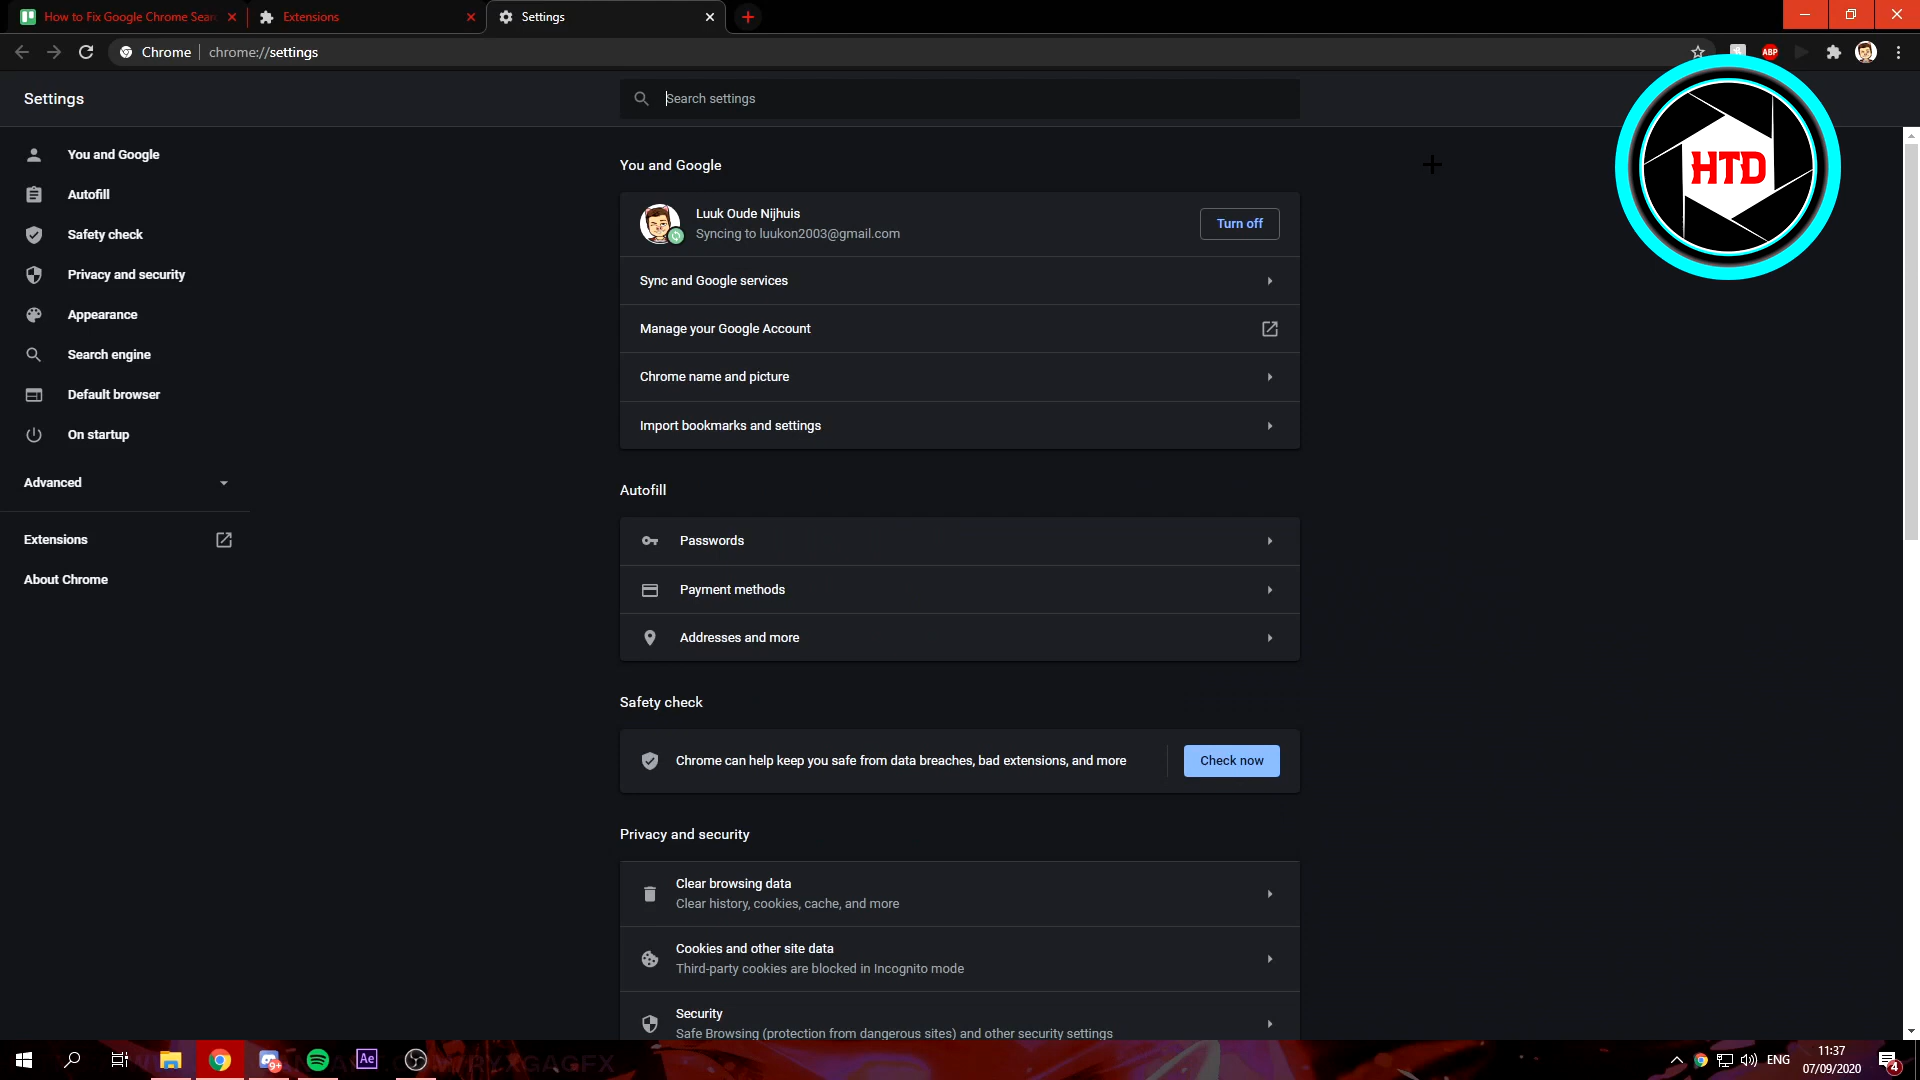 How to Fix Google Chrome Sear
Extensions
Settings
Chrome
chrome://settings
ABP
Settings
Search settings
HTD
You and Google
Autofill
Safety check
Privacy and security
Appearance
Search engine
Default browser
On startup
Advanced
Extensions
About Chrome
You and Google
Luuk Oude Nijhuis
Syncing to luukon2003@gmail.com
Turn off
Sync and Google services
Manage your Google Account
Chrome name and picture
Import bookmarks and settings
Autofill
Passwords
Payment methods
Addresses and more
Safety check
Chrome can help keep you safe from data breaches, bad extensions, and more
Check now
Privacy and security
Clear browsing data
Clear history, cookies, cache, and more
Cookies and other site data
Third-party cookies are blocked in Incognito mode
Security
Safe Browsing (protection from dangerous sites) and other security settings
9+
Ae
ENG
11:37
07/09/2020
4